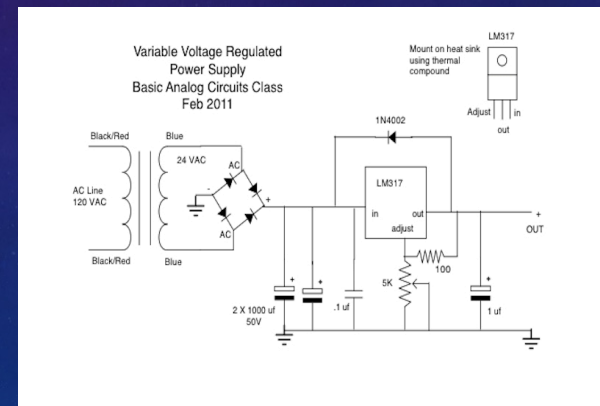 Variable Voltage Regulated
Power Supply
Basic Analog Circuits Class
Feb 2011
LM317
Mount on heat sink
using thermal
compound
Adjust
in
out
1N4002
Black/Red
Blue
24 VAC
AC
LM317
AC Line
120 VAC
-
+
in
out
+
OUT
adjust
AC
100
Black/Red
Blue
5K
+
+
+
2 X 1000 uf
50V
.1 uf
1 uf